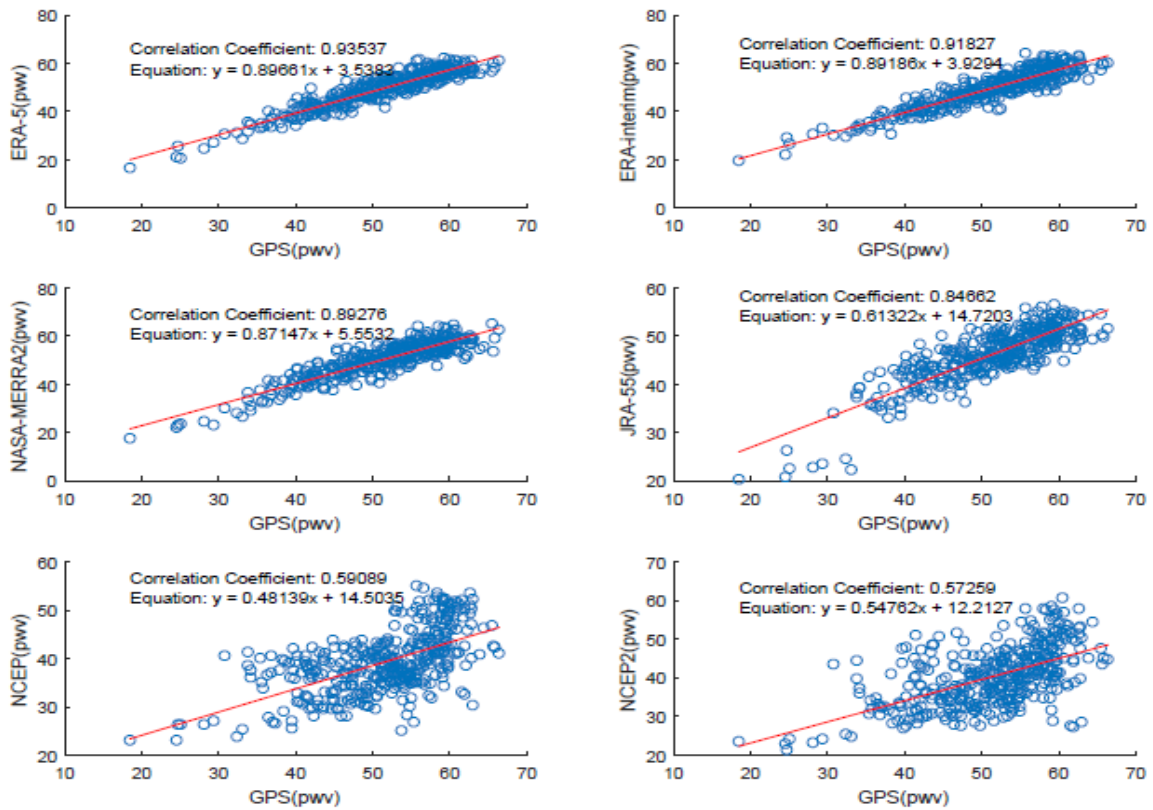 Correlation Coefficient: 0.93537
Equation: y = 0.89661x + 3.5382
ERA-5(pwv)
80
60
40
20
0
10 20 30 40 50 60 70
GPS(pwv)
Correlation Coefficient: 0.91827
Equation: y = 0.89186x + 3.9294
ERA-interim(pwv)
80
60
40
20
0
10 20 30 40 50 60 70
GPS(pwv)
Correlation Coefficient: 0.89276
Equation: y = 0.87147x + 5.5532
NASA-MERRA2(pwv)
80
60
40
20
0
10 20 30 40 50 60 70
GPS(pwv)
Correlation Coefficient: 0.84662
Equation: y = 0.61322x + 14.7203
JRA-55(pwv)
60
50
40
30
20
10 20 30 40 50 60 70
GPS(pwv)
Correlation Coefficient: 0.59089
Equation: y = 0.48139x + 14.5035
NCEP(pwv)
60
50
40
30
20
10 20 30 40 50 60 70
GPS(pwv)
Correlation Coefficient: 0.57259
Equation: y = 0.54762x + 12.2127
NCEP2(pwv)
70
60
50
40
30
20
10 20 30 40 50 60 70
GPS(pwv)